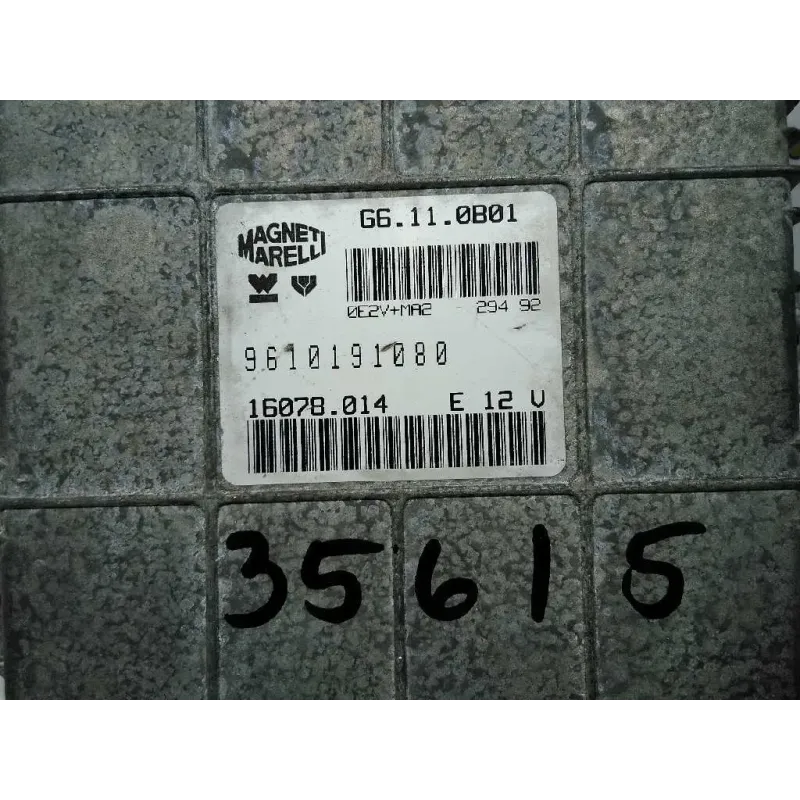 G6.11.0B01
MAGNETI
MARELLI
0E2V+MA2 294 92
9610191080
16078.014 E 12 V
35615